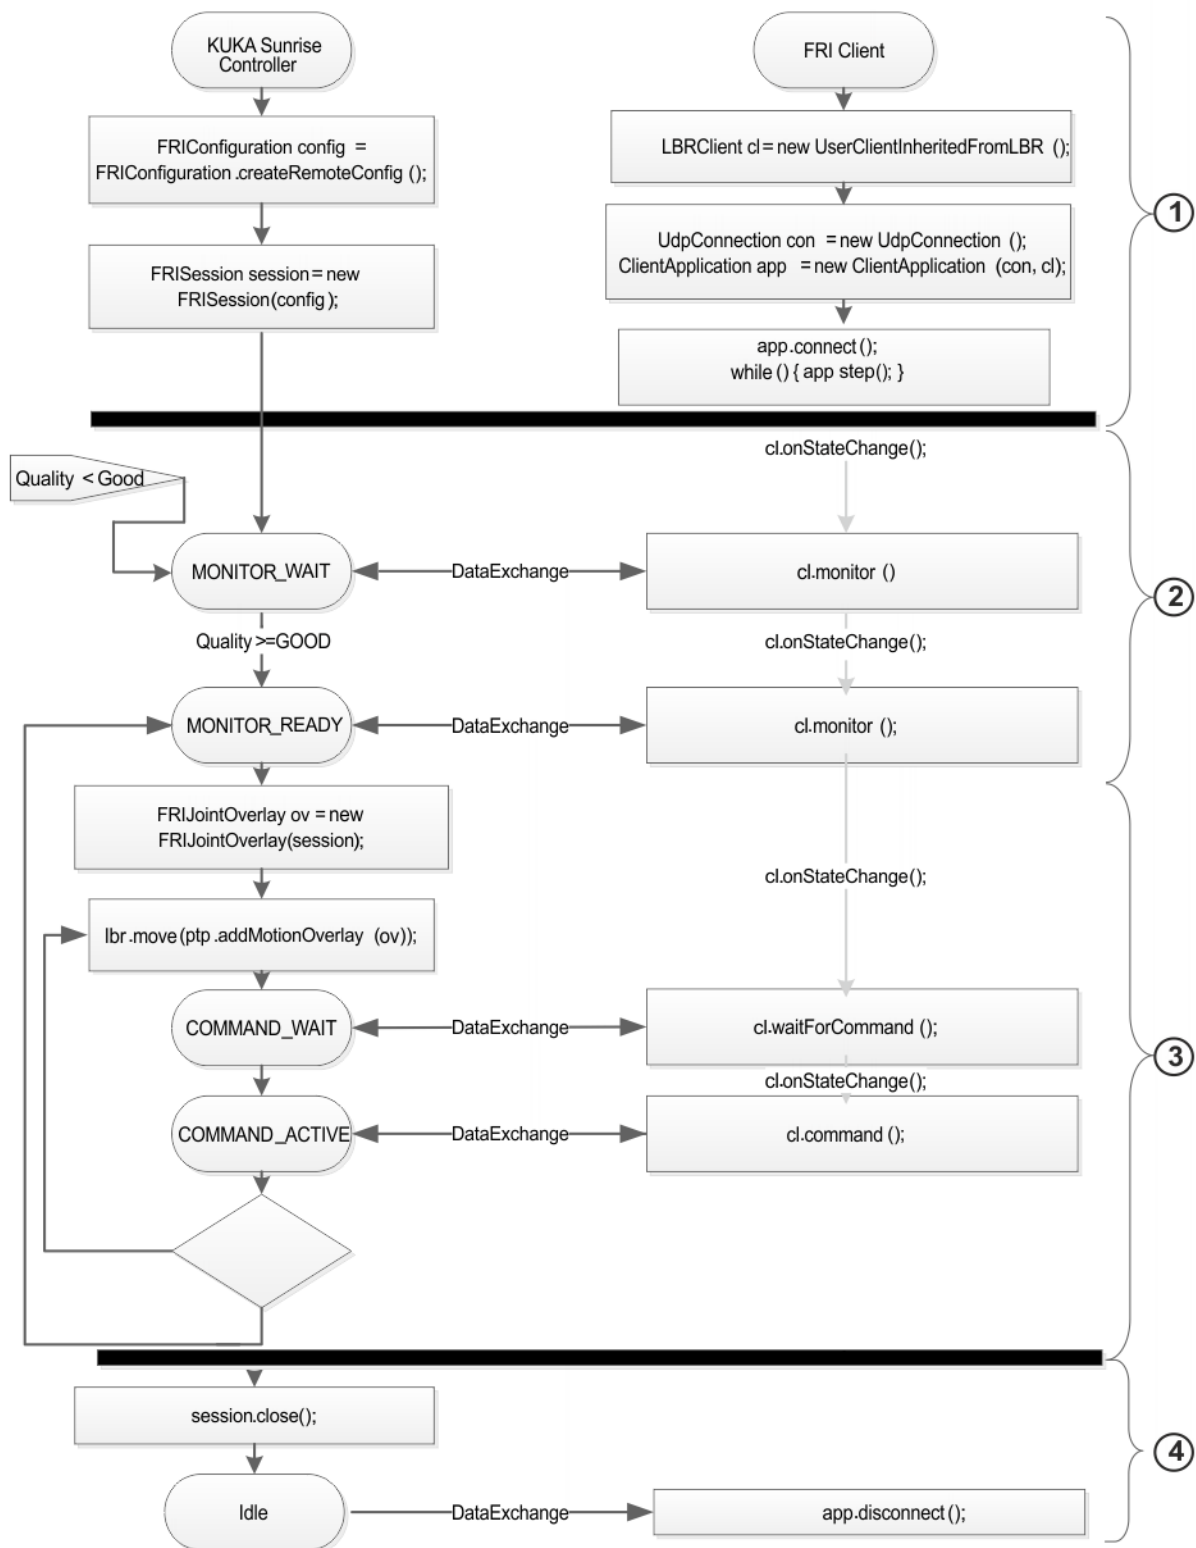 KUKA Sunrise
Controller
FRI Client
FRIConfiguration config =
FRIConfiguration.createRemoteConfig ();
LBRClient cl = new UserClientInheritedFromLBR ();
1
FRISession session = new
FRISession(config);
UdpConnection con = new UdpConnection ();
ClientApplication app = new ClientApplication (con, cl);
app.connect ();
while () { app step(); }
cl.onStateChange ();
Quality < Good
MONITOR_WAIT
DataExchange
cl.monitor ()
2
Quality >=GOOD
cl.onStateChange ();
MONITOR_READY
DataExchange
cl.monitor ();
FRIJointOverlay ov = new
FRIJointOverlay(session);
cl.onStateChange ();
lbr.move(ptp.addMotionOverlay (ov));
COMMAND_WAIT
DataExchange
cl.waitForCommand ();
3
cl.onStateChange ();
COMMAND_ACTIVE
DataExchange
cl.command ();
session.close();
4
Idle
DataExchange
app.disconnect ();